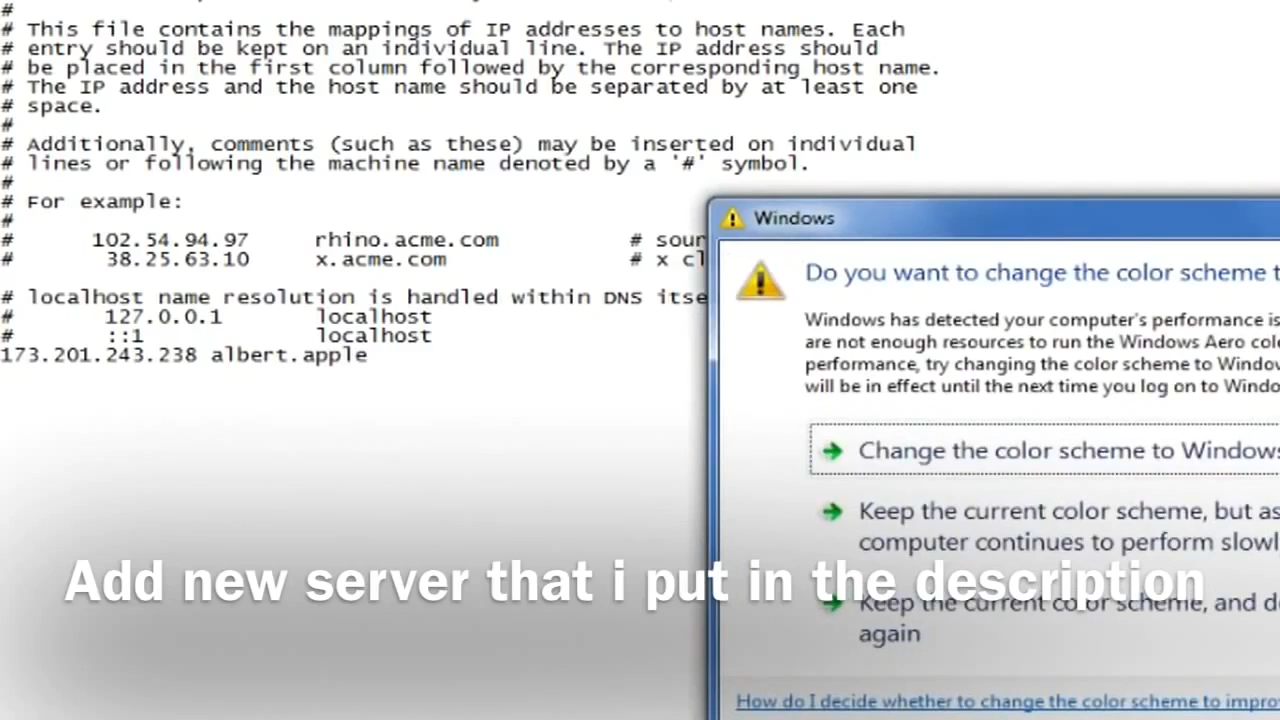 #
# This file contains the mappings of IP addresses to host names. Each
# entry should be kept on an individual line. The IP address should
# be placed in the first column followed by the corresponding host name.
# The IP address and the host name should be separated by at least one
# space.
#
# Additionally, comments (such as these) may be inserted on individual
# lines or following the machine name denoted by a '#' symbol.
#
# For example:
#
# 102.54.94.97 rhino.acme.com # sour
# 38.25.63.10 x.acme.com # x cl
# localhost name resolution is handled within DNS itse
# 127.0.0.1 localhost
# ::1 localhost
173.201.243.238 albert.apple
Windows
Do you want to change the color scheme t
Windows has detected your computer's performance is
are not enough resources to run the Windows Aero colo
performance, try changing the color scheme to Windov
will be in effect until the next time you log on to Windo
Change the color scheme to Windows
Keep the current color scheme, but as
computer continues to perform slowl
Keep the current color scheme, and do
again
How do I decide whether to change the color scheme to impro
Add new server that i put in the description